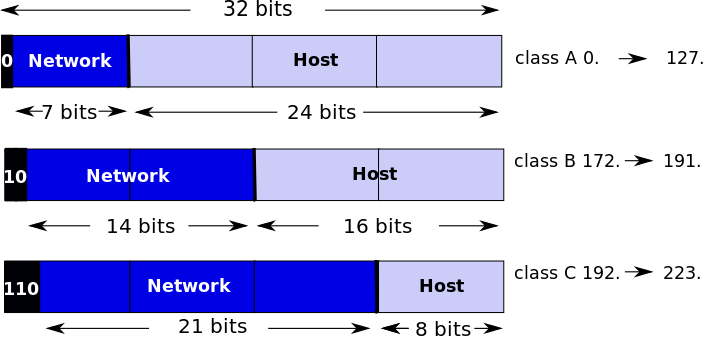 32 bits
0 Network Host class A 0. 127.
7 bits 24 bits
10 Network Host class B 172. 191.
14 bits 16 bits
110 Network Host class C 192. 223.
21 bits 8 bits